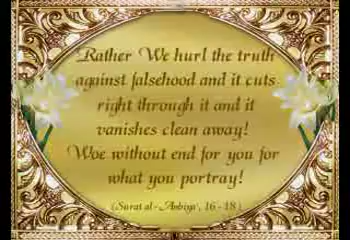 Rather We hurl the truth
against falsehood and it cuts
right through it and it
vanishes clean away!
Woe without end for you for
what you portray!
(Surat al-Anbiya', 16-18)